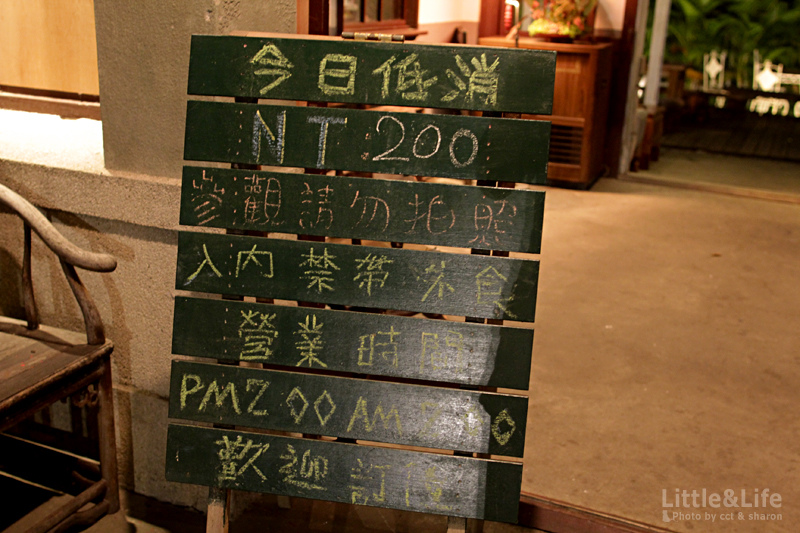 今日低消
NT 200
參觀請勿拍照
入內禁帶外食
營業時間
PM2:00 AM 00
歡迎訂位
Little&Life
Photo by cct & sharon